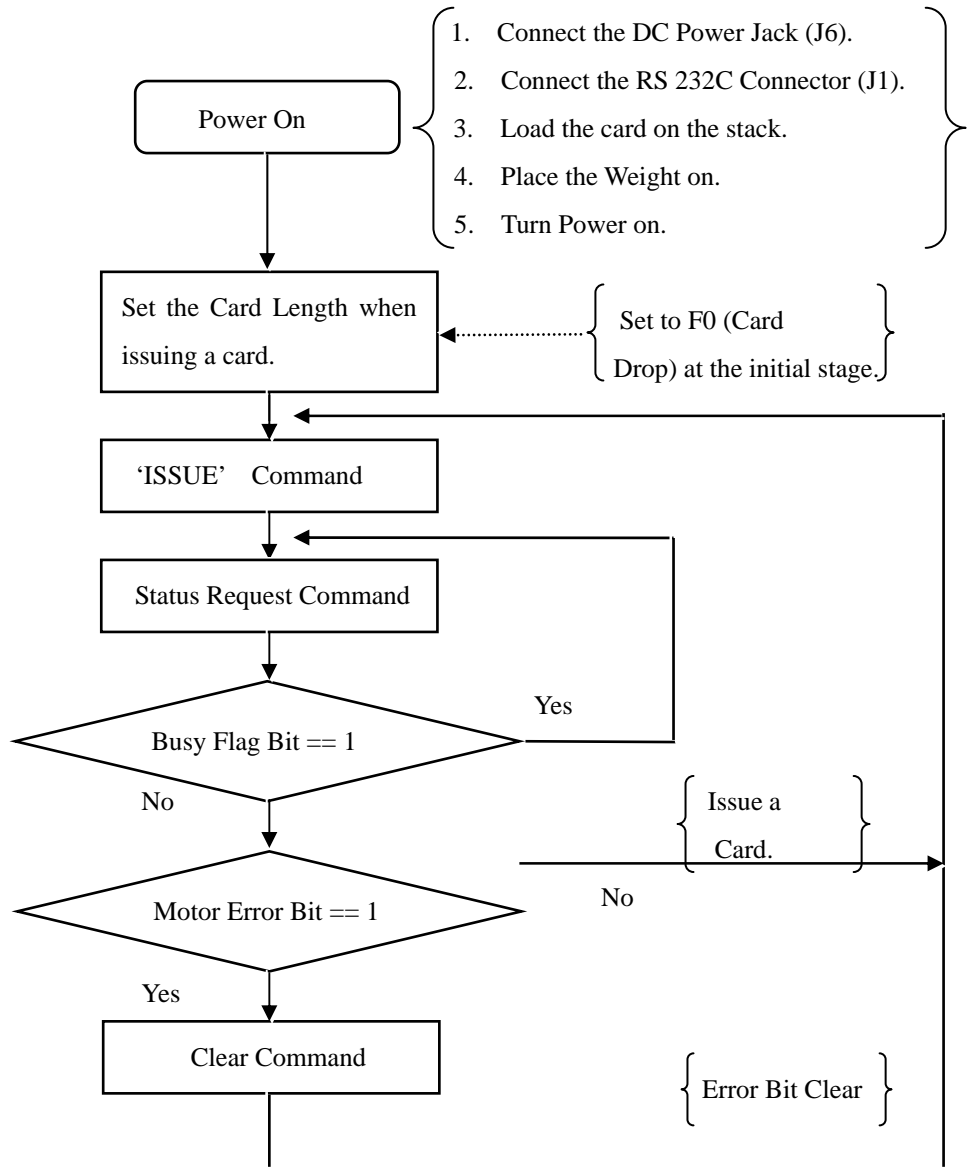 1. Connect the DC Power Jack (J6).
2. Connect the RS 232C Connector (J1).
3. Load the card on the stack.
4. Place the Weight on.
5. Turn Power on.
Power On
Set the Card Length when
issuing a card.
Set to F0 (Card
Drop) at the initial stage.
‘ISSUE’ Command
Status Request Command
Yes
Busy Flag Bit == 1
No
Issue a
Card.
No
Motor Error Bit == 1
Yes
Clear Command
Error Bit Clear